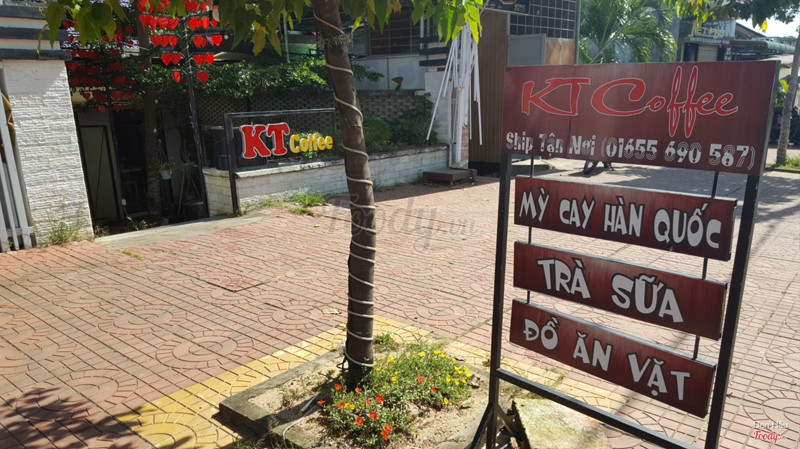 KT Coffee
KT Coffee
Ship Tận Nơi (01655 690 587)
MỲ CAY HÀN QUỐC
TRÀ SỮA
ĐỒ ĂN VẶT
Foody.vn
Foody